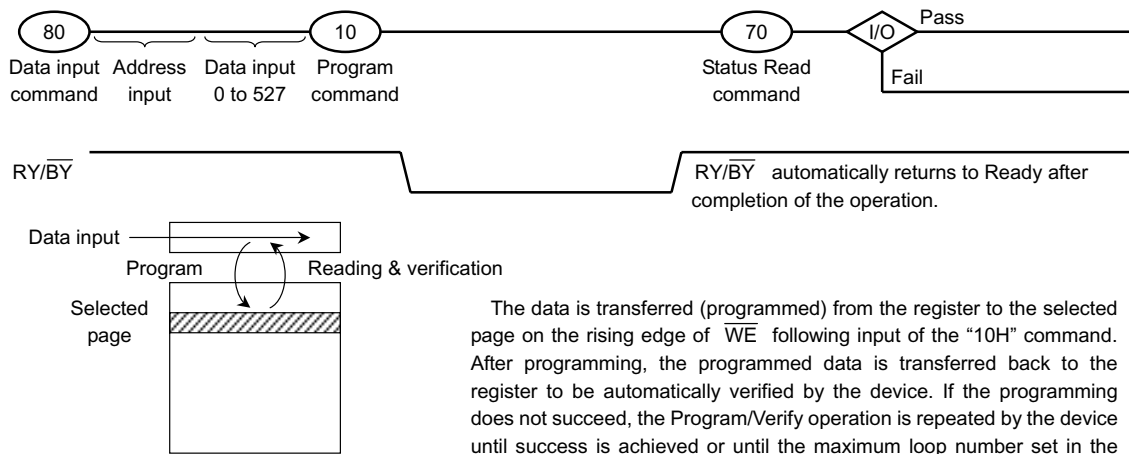 80
10
70
I/O
Pass
Fail
Data input
command
Address
input
Data input
0 to 527
Program
command
Status Read
command
RY/BY
RY/BY automatically returns to Ready after
completion of the operation.
Data input
Program
Reading & verification
Selected
page
The data is transferred (programmed) from the register to the selected
page on the rising edge of WE following input of the “10H” command.
After programming, the programmed data is transferred back to the
register to be automatically verified by the device. If the programming
does not succeed, the Program/Verify operation is repeated by the device
until success is achieved or until the maximum loop number set in the